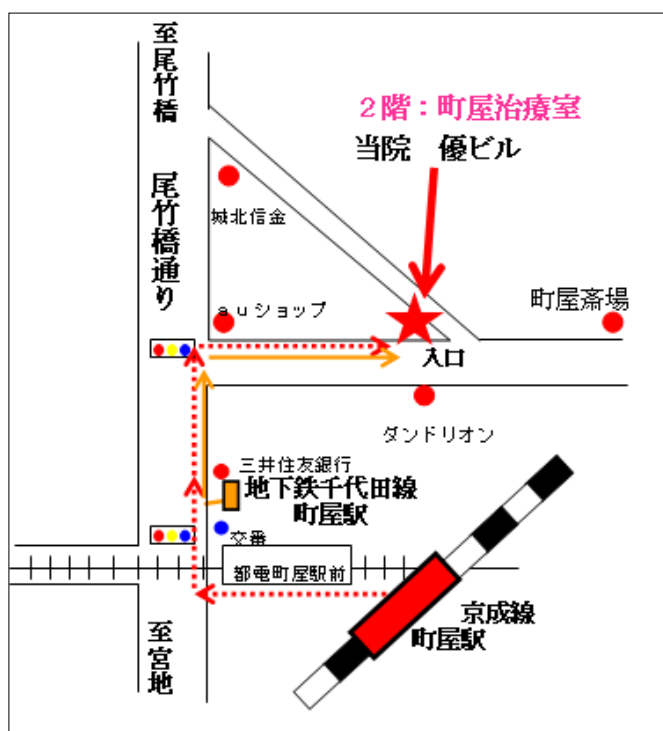 至尾竹橋
２階：町屋治療室
当院　優ビル
尾竹橋通り
城北信金
ａｕショップ
町屋斎場
入口
ダンドリオン
三井住友銀行
地下鉄千代田線
町屋駅
交番
都電町屋駅前
京成線
町屋駅
至宮地